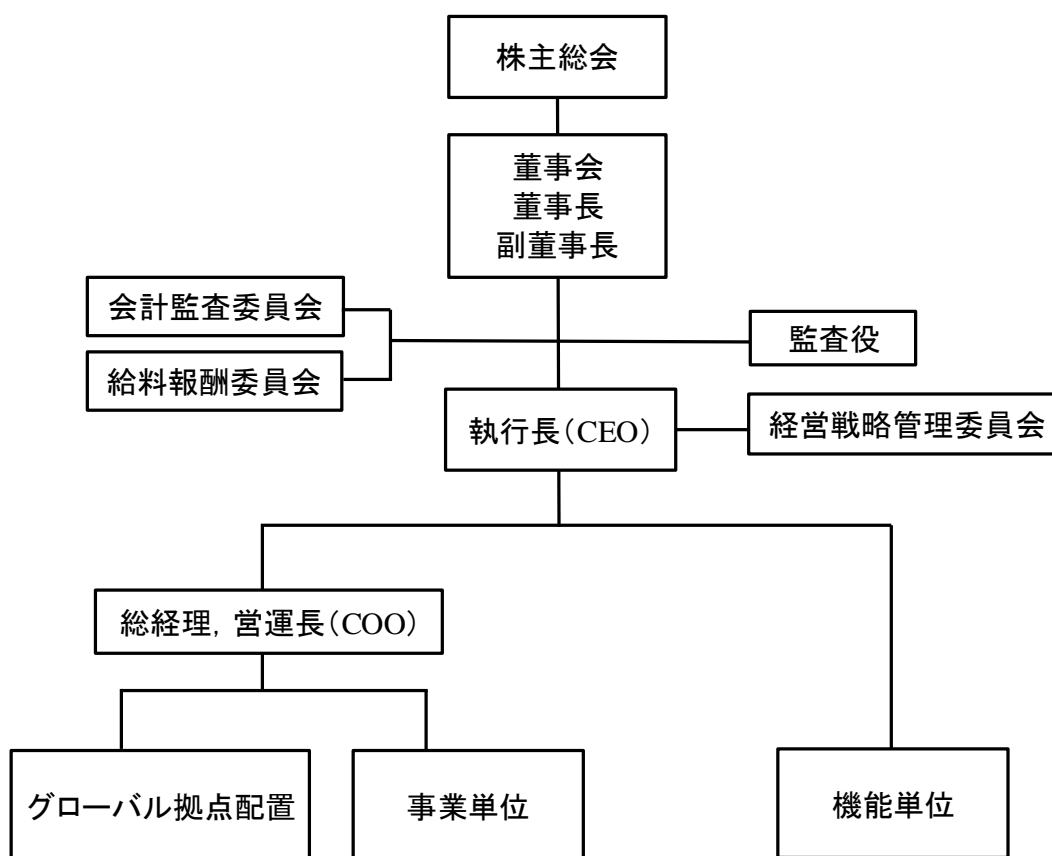 株主総会
董事会
董事長
副董事長
会計監査委員会
監査役
給料報酬委員会
執行長（CEO）
経営戦略管理委員会
総経理，営運長（COO）
グローバル拠点配置
事業単位
機能単位